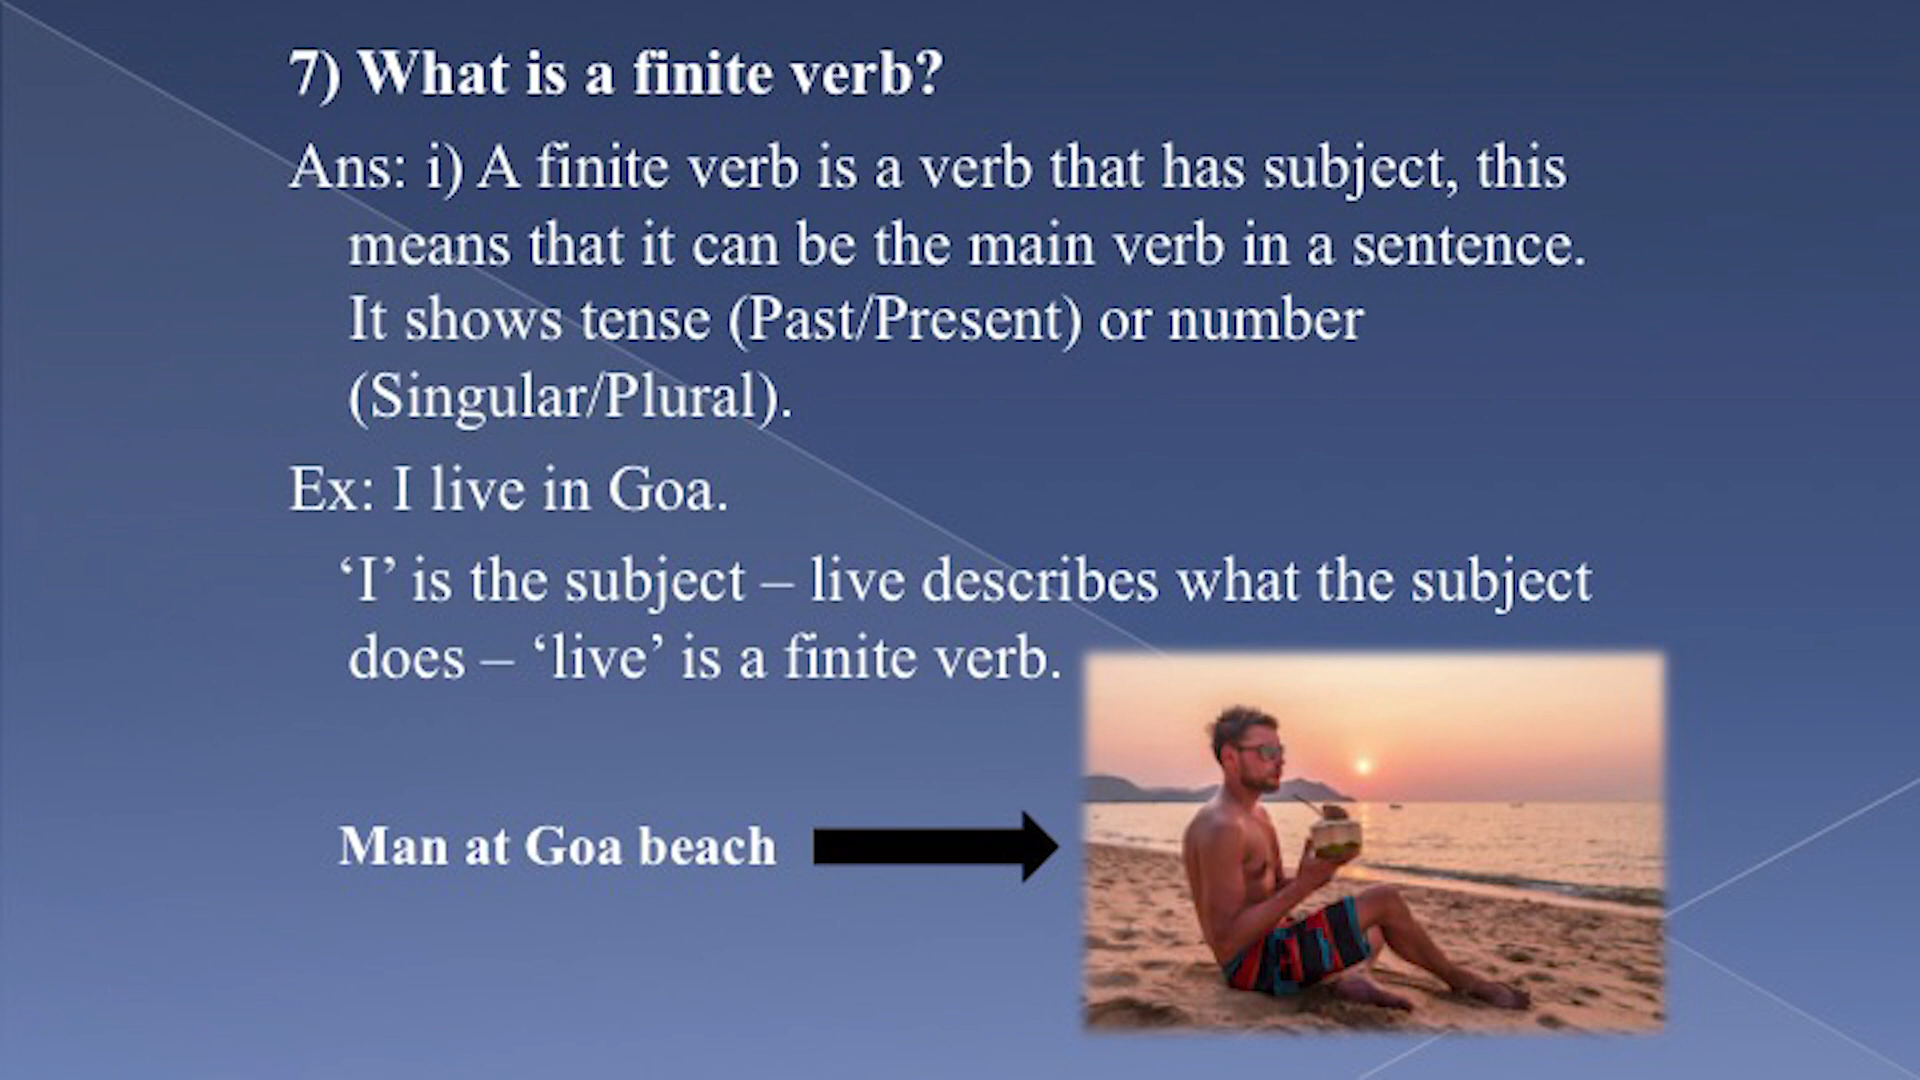 7) What is a finite verb?
Ans: i) A finite verb is a verb that has subject, this
means that it can be the main verb in a sentence.
It shows tense (Past/Present) or number
(Singular/Plural).
Ex: I live in Goa.
‘I’ is the subject – live describes what the subject
does – ‘live’ is a finite verb.
Man at Goa beach